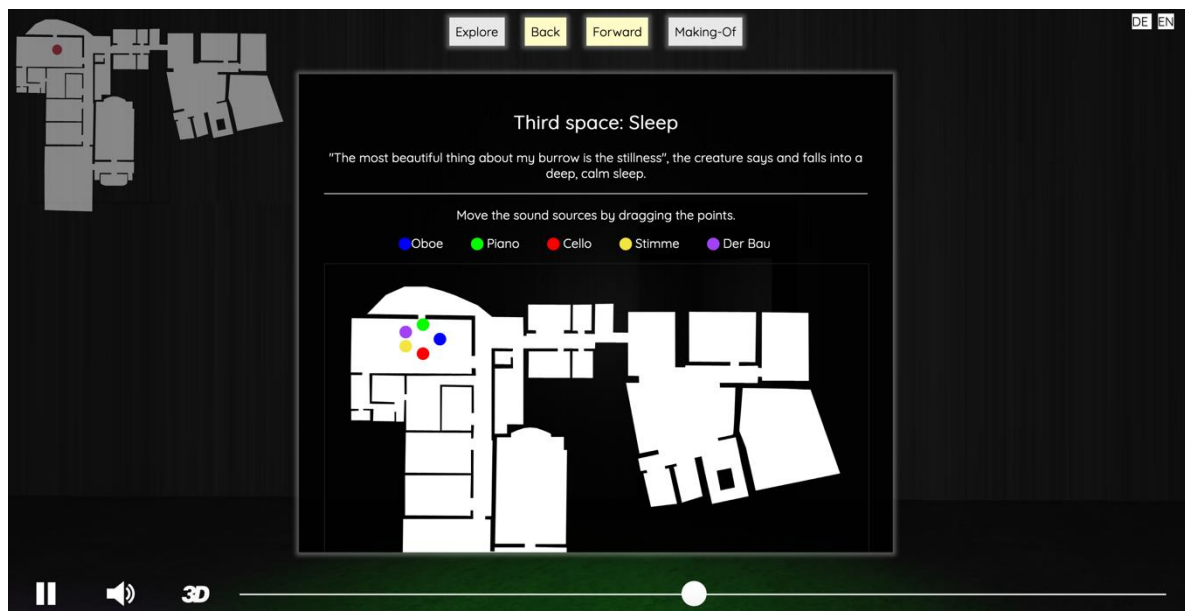 Explore
Back
Forward
Making-Of
DE EN
Third space: Sleep
"The most beautiful thing about my burrow is the stillness", the creature says and falls into a
deep, calm sleep.
Move the sound sources by dragging the points.
Oboe Piano Cello Stimme Der Bau
3D